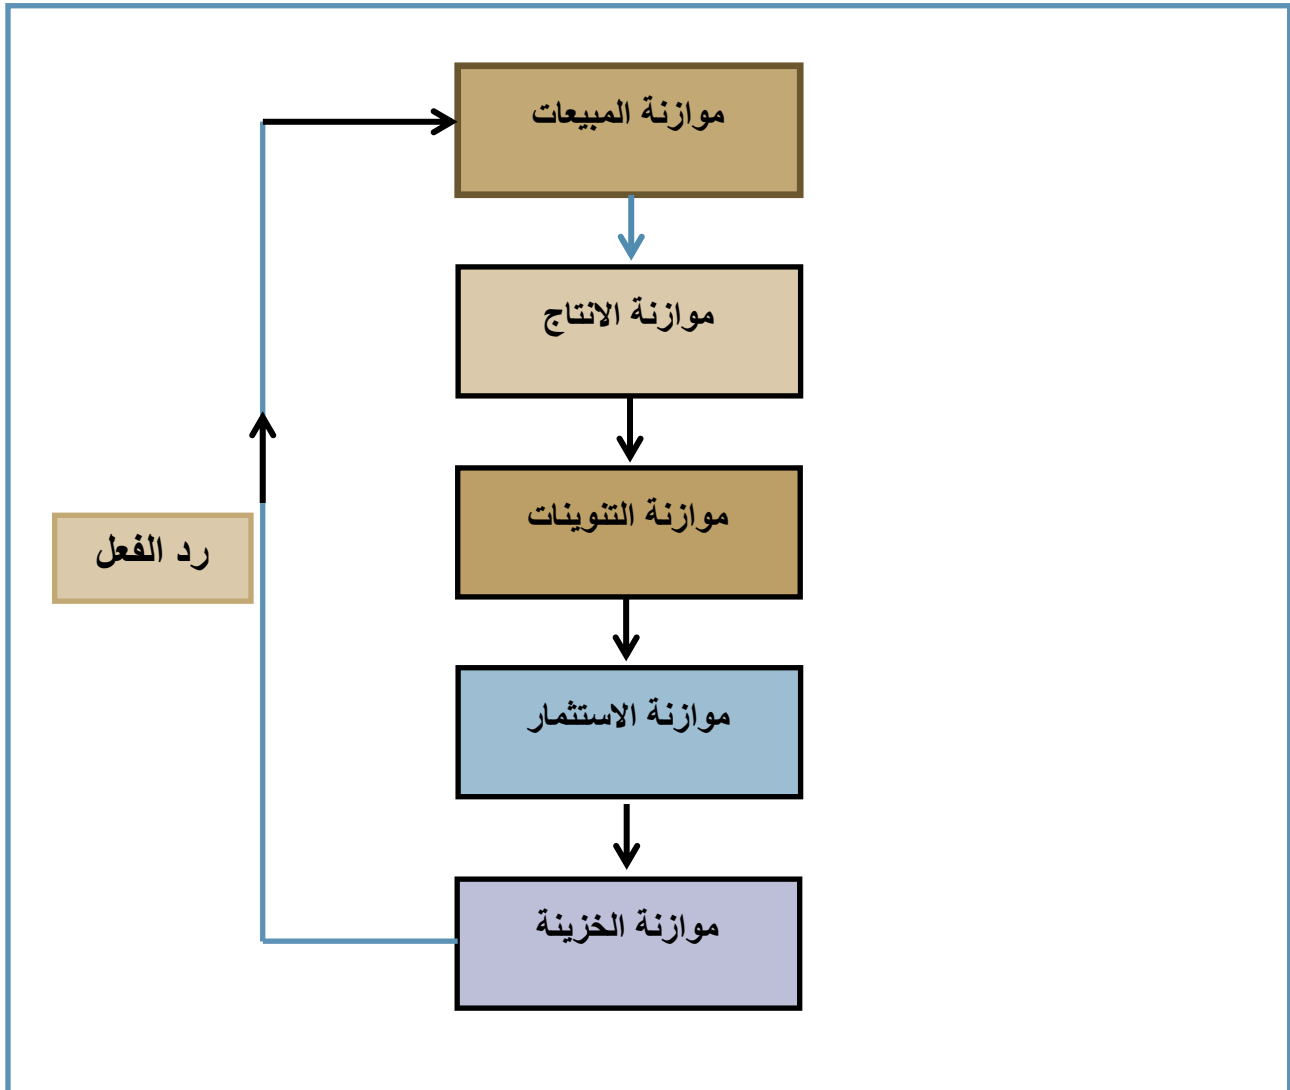 موازنة المبيعات
موازنة الانتاج
موازنة التنوينات
رد الفعل
موازنة الاستثمار
موازنة الخزينة